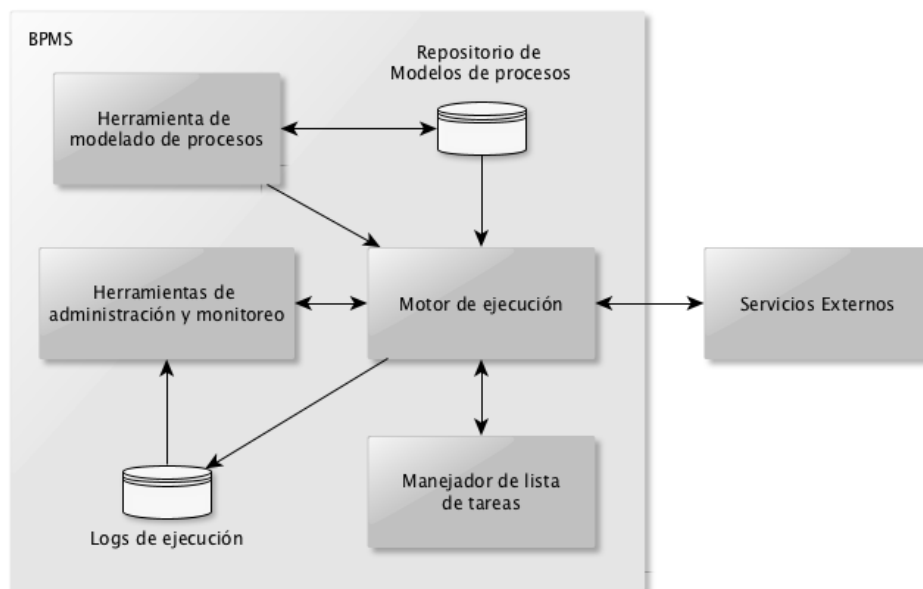 BPMS
Repositorio de
Modelos de procesos
Herramienta de
modelado de procesos
Herramientas de
administración y monitoreo
Motor de ejecución
Servicios Externos
Manejador de lista
de tareas
Logs de ejecución